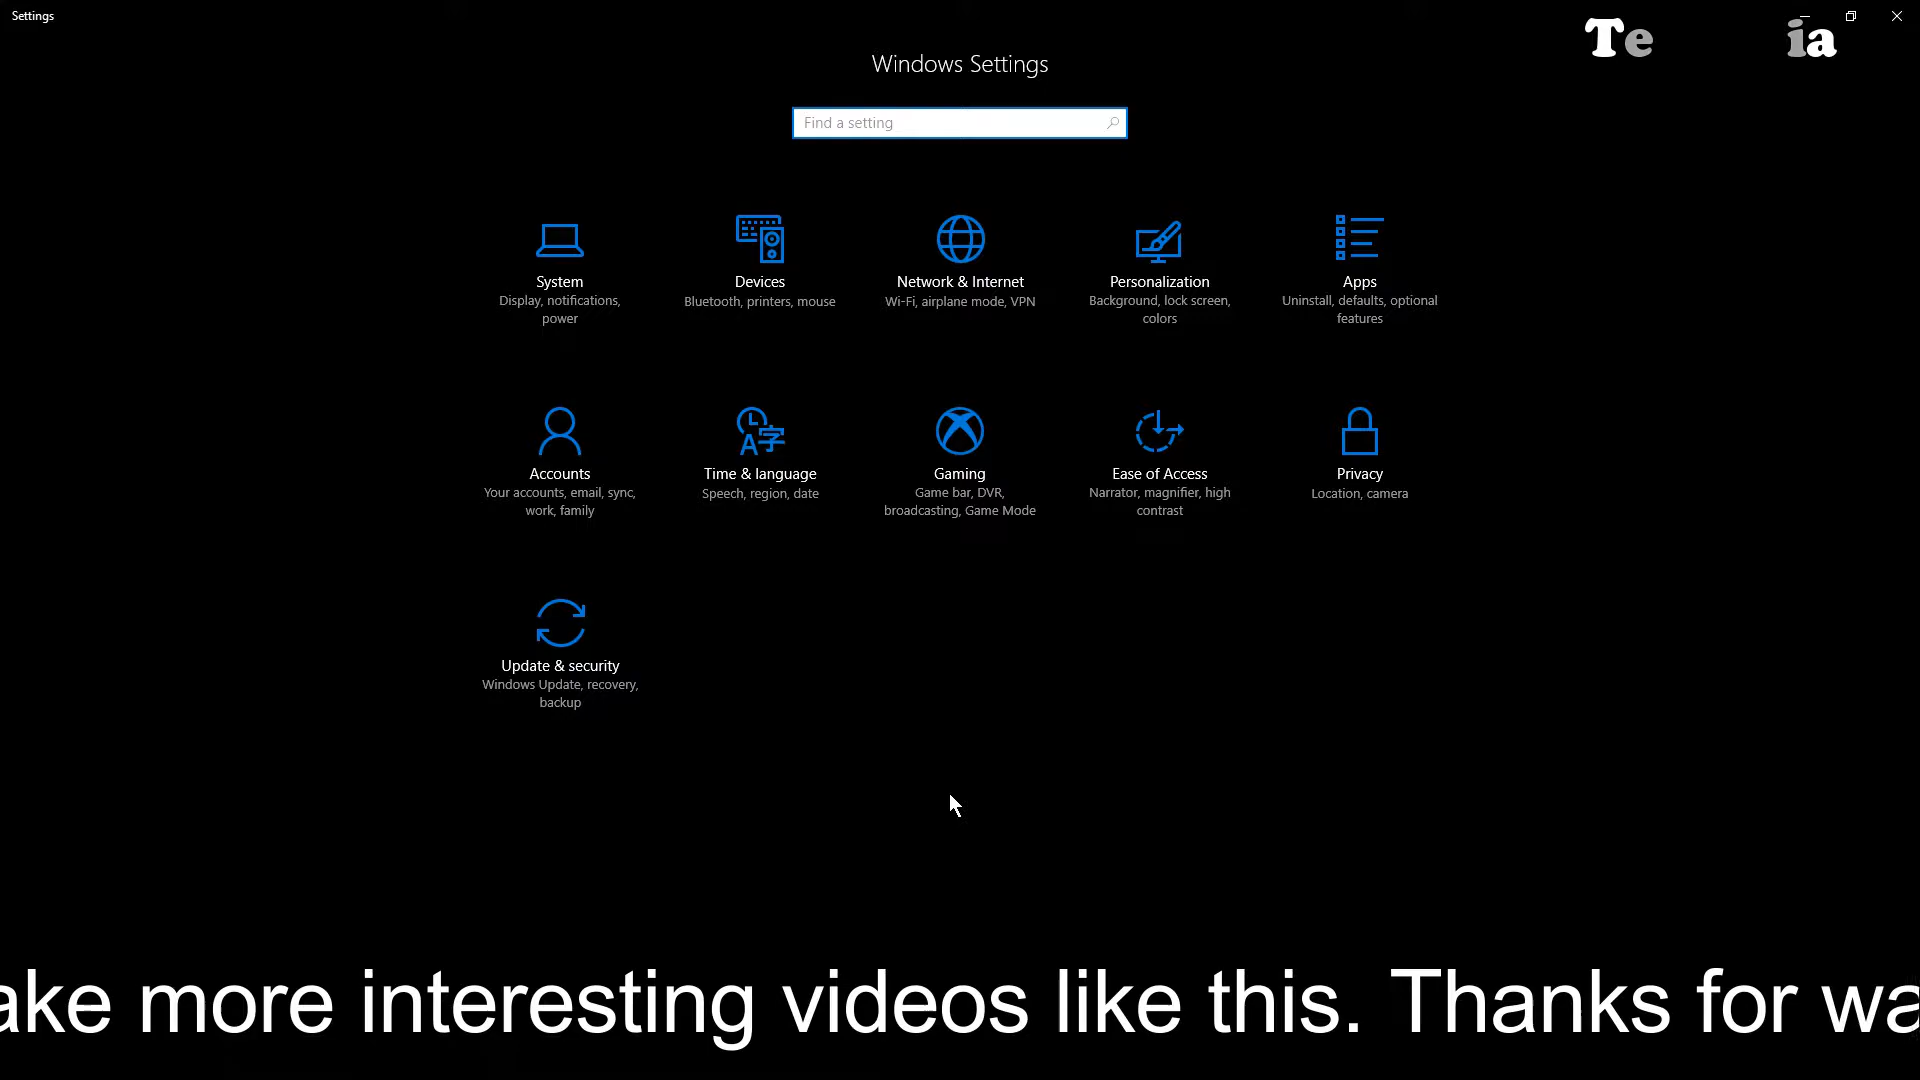 Settings
Te ia
Windows Settings
Find a setting
System
Display, notifications,
power
Devices
Bluetooth, printers, mouse
Network & Internet
Wi-Fi, airplane mode, VPN
Personalization
Background, lock screen,
colors
Apps
Uninstall, defaults, optional
features
Accounts
Your accounts, email, sync,
work, family
Time & language
Speech, region, date
Gaming
Game bar, DVR,
broadcasting, Game Mode
Ease of Access
Narrator, magnifier, high
contrast
Privacy
Location, camera
Update & security
Windows Update, recovery,
backup
ake more interesting videos like this. Thanks for wa